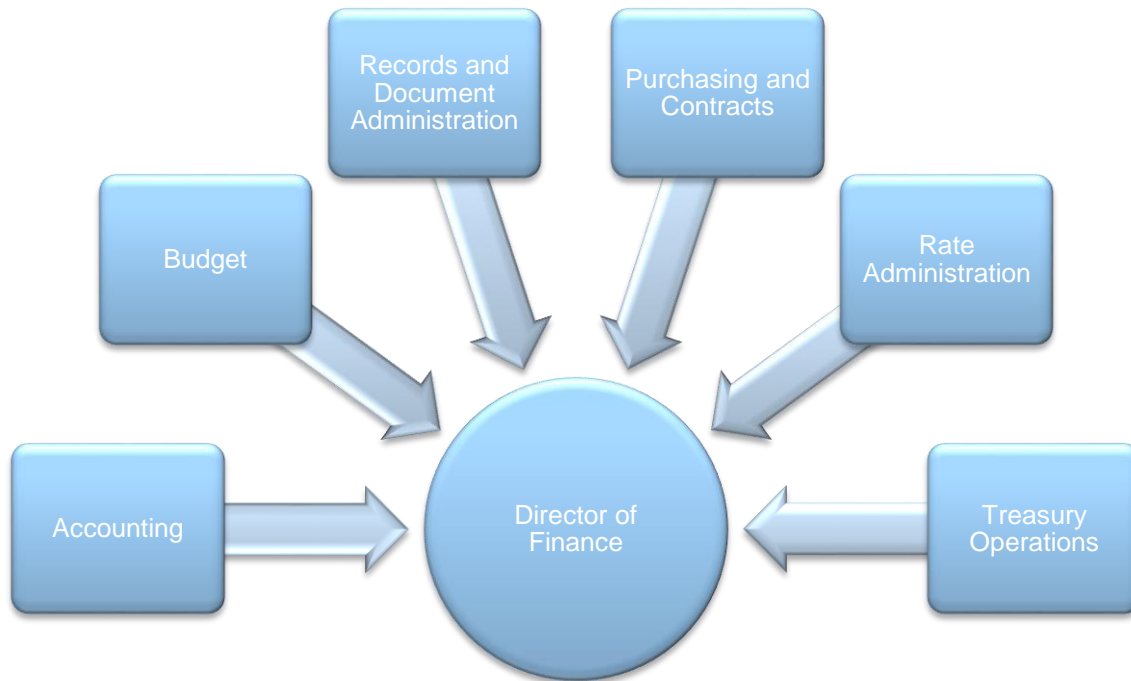 Records and
Document
Administration
Purchasing and
Contracts
Budget
Rate
Administration
Accounting
Director of
Finance
Treasury
Operations